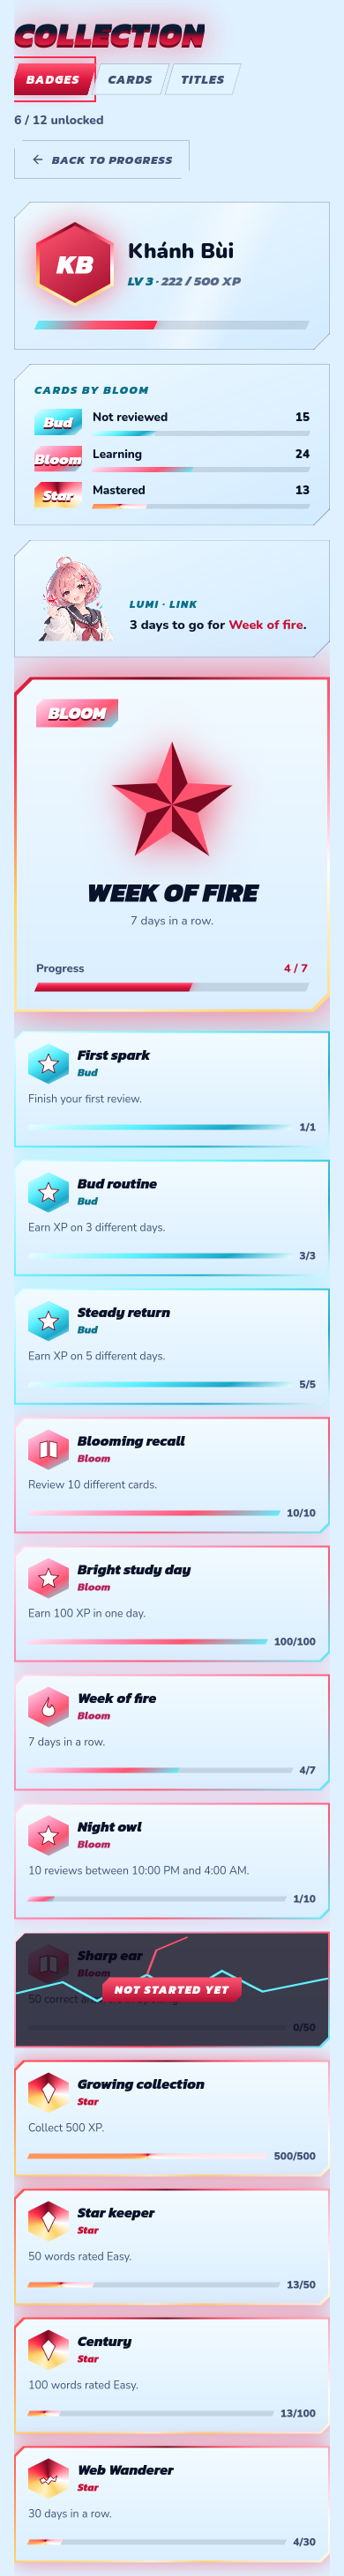 COLLECTION
BADGES
CARDS
TITLES
6 / 12 unlocked
← BACK TO PROGRESS
KB
Khánh Bùi
LV 3 · 222 / 500 XP
CARDS BY BLOOM
Bud
Not reviewed
15
Bloom
Learning
24
Star
Mastered
13
LUMI · LINK
3 days to go for Week of fire.
BLOOM
WEEK OF FIRE
7 days in a row.
Progress
4 / 7
First spark
Bud
Finish your first review.
1/1
Bud routine
Bud
Earn XP on 3 different days.
3/3
Steady return
Bud
Earn XP on 5 different days.
5/5
Blooming recall
Bloom
Review 10 different cards.
10/10
Bright study day
Bloom
Earn 100 XP in one day.
100/100
Week of fire
Bloom
7 days in a row.
4/7
Night owl
Bloom
10 reviews between 10:00 PM and 4:00 AM.
1/10
Sharp ear
Bloom
NOT STARTED YET
50 correct
0/50
Growing collection
Star
Collect 500 XP.
500/500
Star keeper
Star
50 words rated Easy.
13/50
Century
Star
100 words rated Easy.
13/100
Web Wanderer
Star
30 days in a row.
4/30